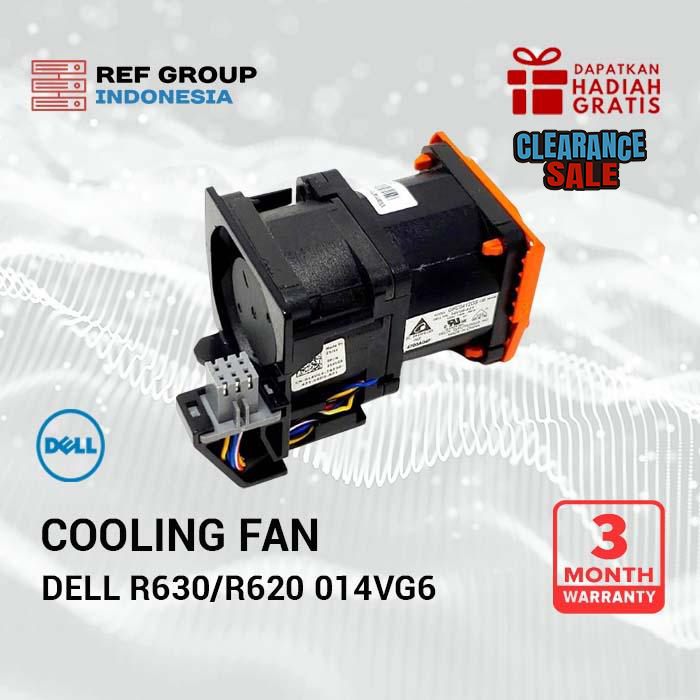 REF GROUP
INDONESIA
DAPATKAN
HADIAH
GRATIS
CLEARANCE
SALE
DELL
COOLING FAN
DELL R630/R620 014VG6
3
MONTH
WARRANTY